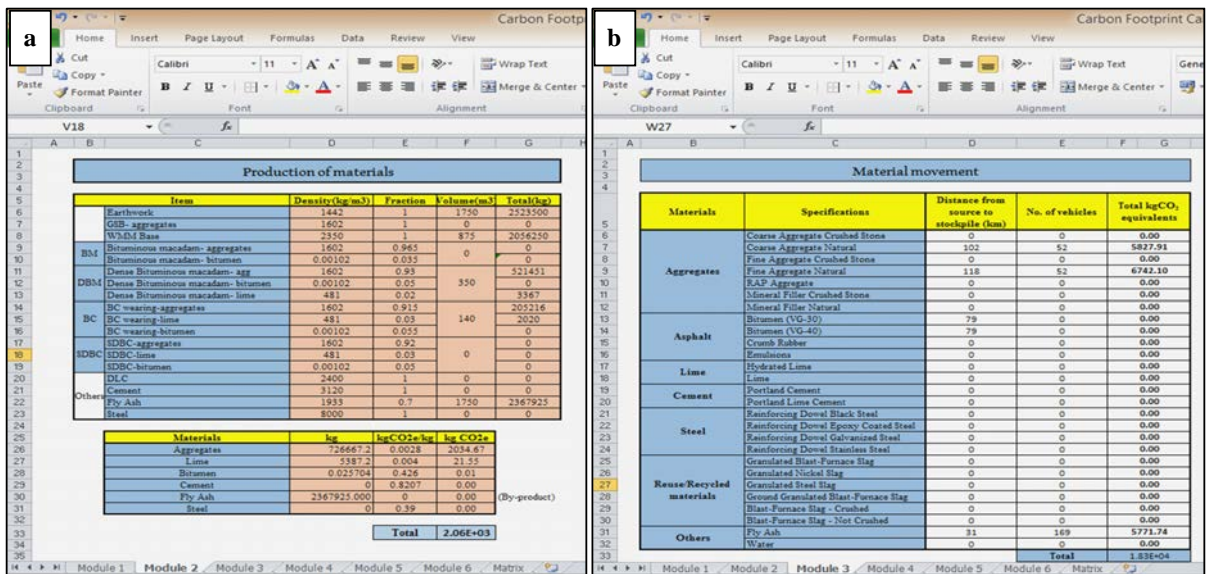 a
Carbon Footp
Home Insert Page Layout Formulas Data Review View
Cut
Copy
Format Painter
Paste
Calibri 11 A A
Wrap Text
B I U A
Merge & Center
Clipboard Font Alignment
V18 fx
A B C D E F G H
Production of materials
Item Density(kg/m3) Fraction Volume(m3 Total(kg)
Earthwork 1442 1 1750 2523500
GSB- aggregates 1602 1 0 0
WMM Base 2350 1 875 2056250
BM
Bituminous macadam- aggregates 1602 0.965 0 0
Bituminous macadam- bitumen 0.00102 0.035 0
DBM
Dense Bituminous macadam- agg 1602 0.93 350 521451
Dense Bituminous macadam- bitumen 0.00102 0.05 0
Dense Bituminous macadam- lime 481 0.02 3367
BC
BC wearing-aggregates 1602 0.915 140 205216
BC wearing-lime 481 0.03 2020
BC wearing-bitumen 0.00102 0.055 0
SDBC
SDBC-aggregates 1602 0.92 0 0
SDBC-lime 481 0.03 0
SDBC-bitumen 0.00102 0.05 0
Others
DLC 2400 1 0 0
Cement 3120 1 0 0
Fly Ash 1933 0.7 1750 2367925
Steel 8000 1 0 0
Materials kg kgCO2e/kg kg CO2e
Aggregates 726667.2 0.0028 2034.67
Lime 5387.2 0.004 21.55
Bitumen 0.025704 0.426 0.01
Cement 0 0.8207 0.00
Fly Ash 2367925.000 0 0.00 (By-product)
Steel 0 0.39 0.00
Total 2.06E+03
Module 1 Module 2 Module 3 Module 4 Module 5 Module 6 Matrix
b
Carbon Footprint Ca
Home Insert Page Layout Formulas Data Review View
Cut
Copy
Format Painter
Paste
Calibri 11 A A
Wrap Text
Gene
B I U A
Merge & Center
Clipboard Font Alignment
W27 fx
A B C D E F G
Material movement
Materials Specifications Distance from source to stockpile (km) No. of vehicles Total kgCO₂ equivalents
Aggregates
Coarse Aggregate Crushed Stone 0 0 0.00
Coarse Aggregate Natural 102 52 5827.91
Fine Aggregate Crushed Stone 0 0 0.00
Fine Aggregate Natural 118 52 6742.10
RAP Aggregate 0 0 0.00
Mineral Filler Crushed Stone 0 0 0.00
Mineral Filler Natural 0 0 0.00
Asphalt
Bitumen (VG-30) 79 0 0.00
Bitumen (VG-40) 79 0 0.00
Crumb Rubber 0 0 0.00
Emulsions 0 0 0.00
Lime
Hydrated Lime 0 0 0.00
Lime 0 0 0.00
Cement
Portland Cement 0 0 0.00
Portland Lime Cement 0 0 0.00
Steel
Reinforcing Dowel Black Steel 0 0 0.00
Reinforcing Dowel Epoxy Coated Steel 0 0 0.00
Reinforcing Dowel Galvanized Steel 0 0 0.00
Reinforcing Dowel Stainless Steel 0 0 0.00
Reuse/Recycled materials
Granulated Blast-Furnace Slag 0 0 0.00
Granulated Nickel Slag 0 0 0.00
Granulated Steel Slag 0 0 0.00
Ground Granulated Blast-Furnace Slag 0 0 0.00
Blast-Furnace Slag - Crushed 0 0 0.00
Blast-Furnace Slag - Not Crushed 0 0 0.00
Others
Fly Ash 31 169 5771.74
Water 0 0 0.00
Total 1.83E+04
Module 1 Module 2 Module 3 Module 4 Module 5 Module 6 Matrix